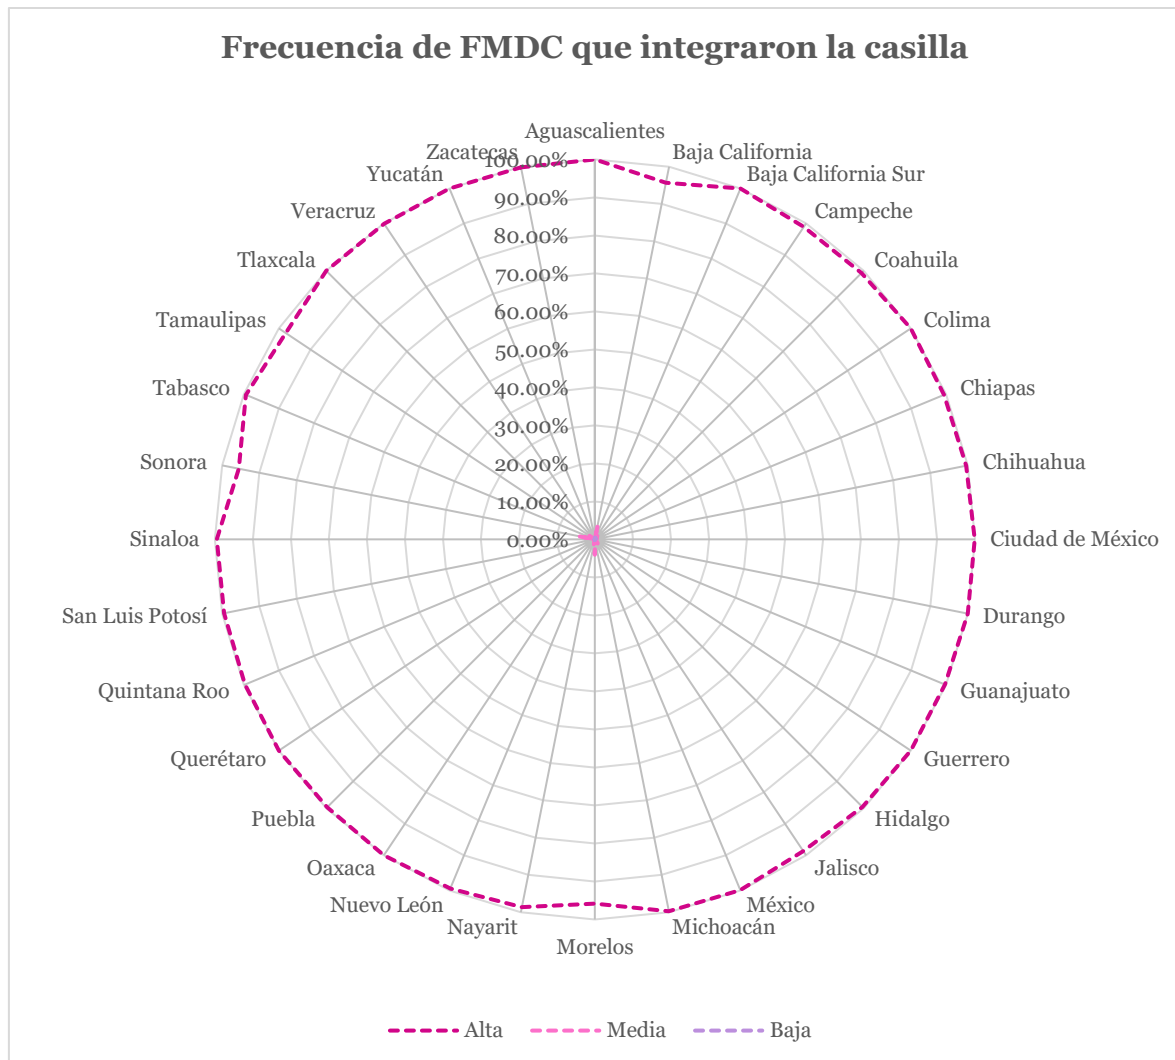 Frecuencia de FMDC que integraron la casilla
Aguascalientes
Baja California
Baja California Sur
Campeche
Coahuila
Colima
Chiapas
Chihuahua
Ciudad de México
Durango
Guanajuato
Guerrero
Hidalgo
Jalisco
México
Michoacán
Morelos
Nayarit
Nuevo León
Oaxaca
Puebla
Querétaro
Quintana Roo
San Luis Potosí
Sinaloa
Sonora
Tabasco
Tamaulipas
Tlaxcala
Veracruz
Yucatán
Zacatecas
100.00%
90.00%
80.00%
70.00%
60.00%
50.00%
40.00%
30.00%
20.00%
10.00%
0.00%
Alta Media Baja